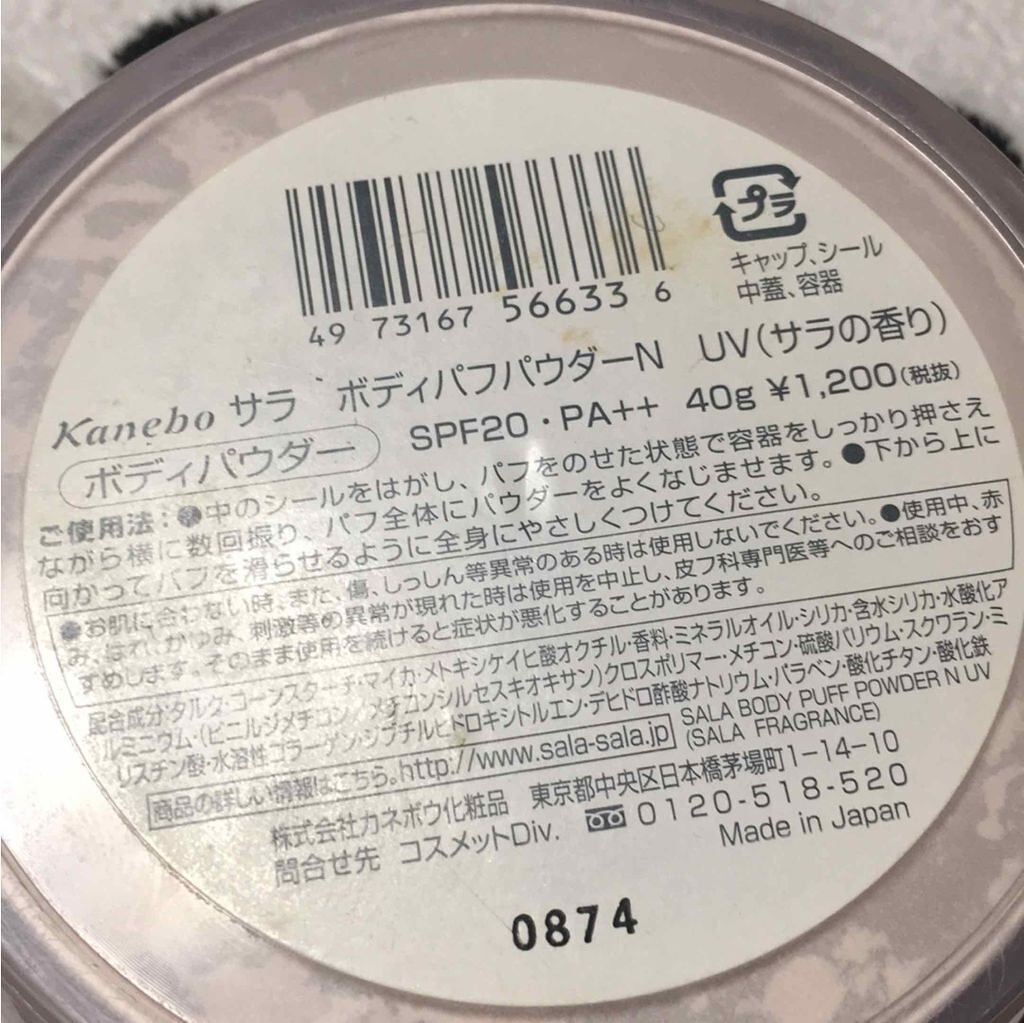 プラ
キャップ、シール
中蓋、容器
49 73167 56633 6
Kanebo サラ ボディパフパウダーN UV(サラの香り)
ボディパウダー SPF20・PA++ 40g ¥1,200(税抜)
ご使用法:●中のシールをはがし、パフをのせた状態で容器をしっかり押さえ
ながら横に数回振り、パフ全体にパウダーをよくなじませます。●下から上に
向かってパフを滑らせるように全身にやさしくつけてください。
●お肌に合わない時、また、傷、しっしん等異常のある時は使用しないでください。●使用中、赤
み、はれ、かゆみ、刺激等の異常が現れた時は使用を中止し、皮フ科専門医等へのご相談をおす
すめします。そのまま使用を続けると症状が悪化することがあります。
配合成分・タルク・コーンスターチ・マイカ・メトキシケイヒ酸オクチル・香料・ミネラルオイル・シリカ・含水シリカ・水酸化ア
ルミニウム・(ビニルジメチコン/メチコンシルセスキオキサン)クロスポリマー・メチコン・硫酸バリウム・スクワラン・ミ
リスチン酸・水溶性コラーゲン・ジブチルヒドロキシトルエン・デヒドロ酢酸ナトリウム・パラベン・酸化チタン・酸化鉄
商品の詳しい情報はこちら。http://www.sala-sala.jp SALA BODY PUFF POWDER N UV
(SALA FRAGRANCE)
株式会社カネボウ化粧品 東京都中央区日本橋茅場町1-14-10
問合せ先 コスメットDiv. 0120-518-520
Made in Japan
0874